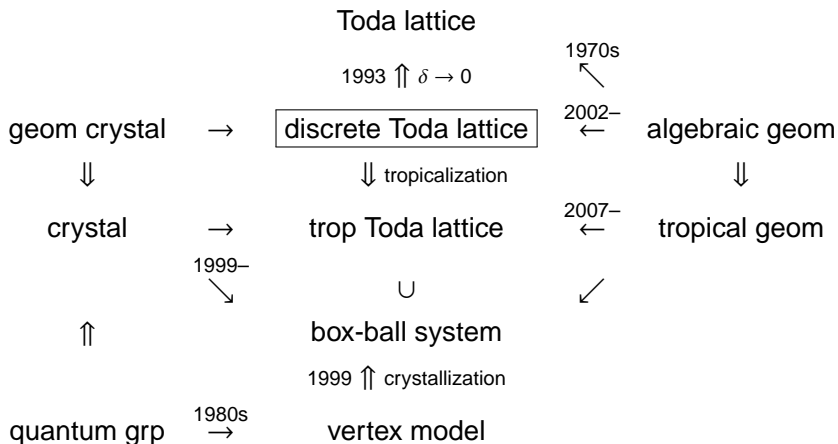 Toda lattice
1970s
1993 ⇑ δ → 0 ↖
2002–
geom crystal → discrete Toda lattice ← algebraic geom
⇓ ⇓ tropicalization ⇓
2007–
crystal → trop Toda lattice ← tropical geom
1999–
↘ ∪ ↙
⇑ box-ball system
1999 ⇑ crystallization
1980s
quantum grp → vertex model